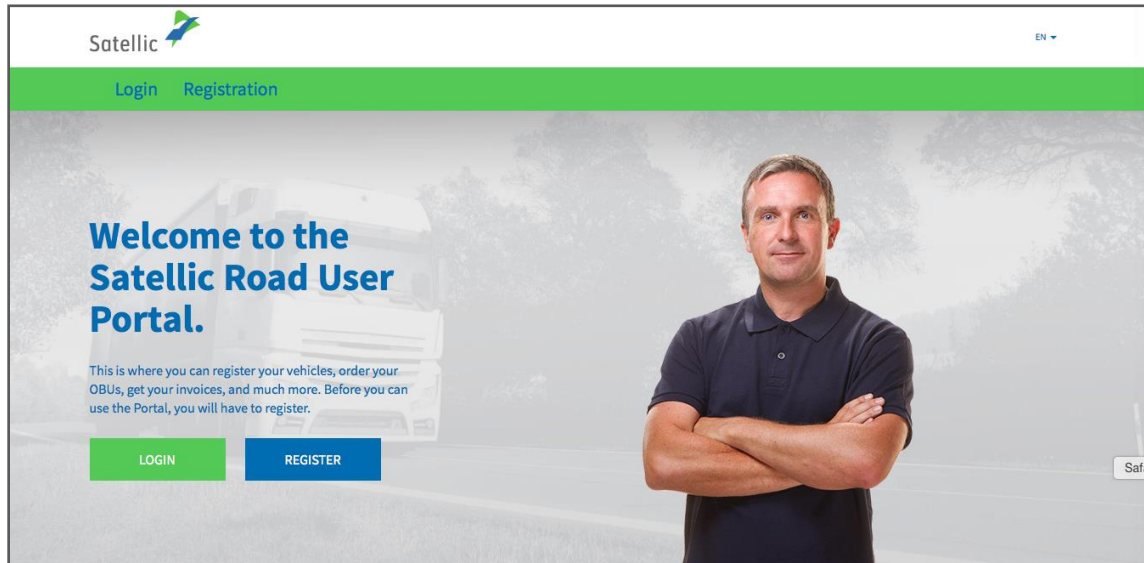 Satellic
EN
Login Registration
Welcome to the
Satellic Road User
Portal.
This is where you can register your vehicles, order your
OBUs, get your invoices, and much more. Before you can
use the Portal, you will have to register.
LOGIN REGISTER